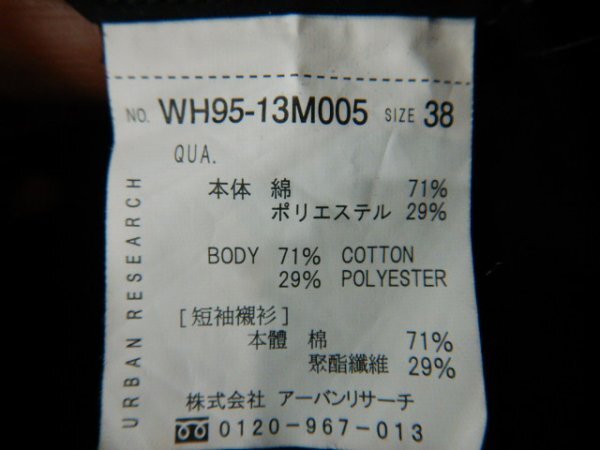 NO. WH95-13M005 SIZE 38
QUA.
本体 綿 71%
ポリエステル 29%
BODY 71% COTTON
29% POLYESTER
[短袖襯衫]
本體 棉 71%
聚酯纖維 29%
株式会社 アーバンリサーチ
0120-967-013
URBAN RESEARCH